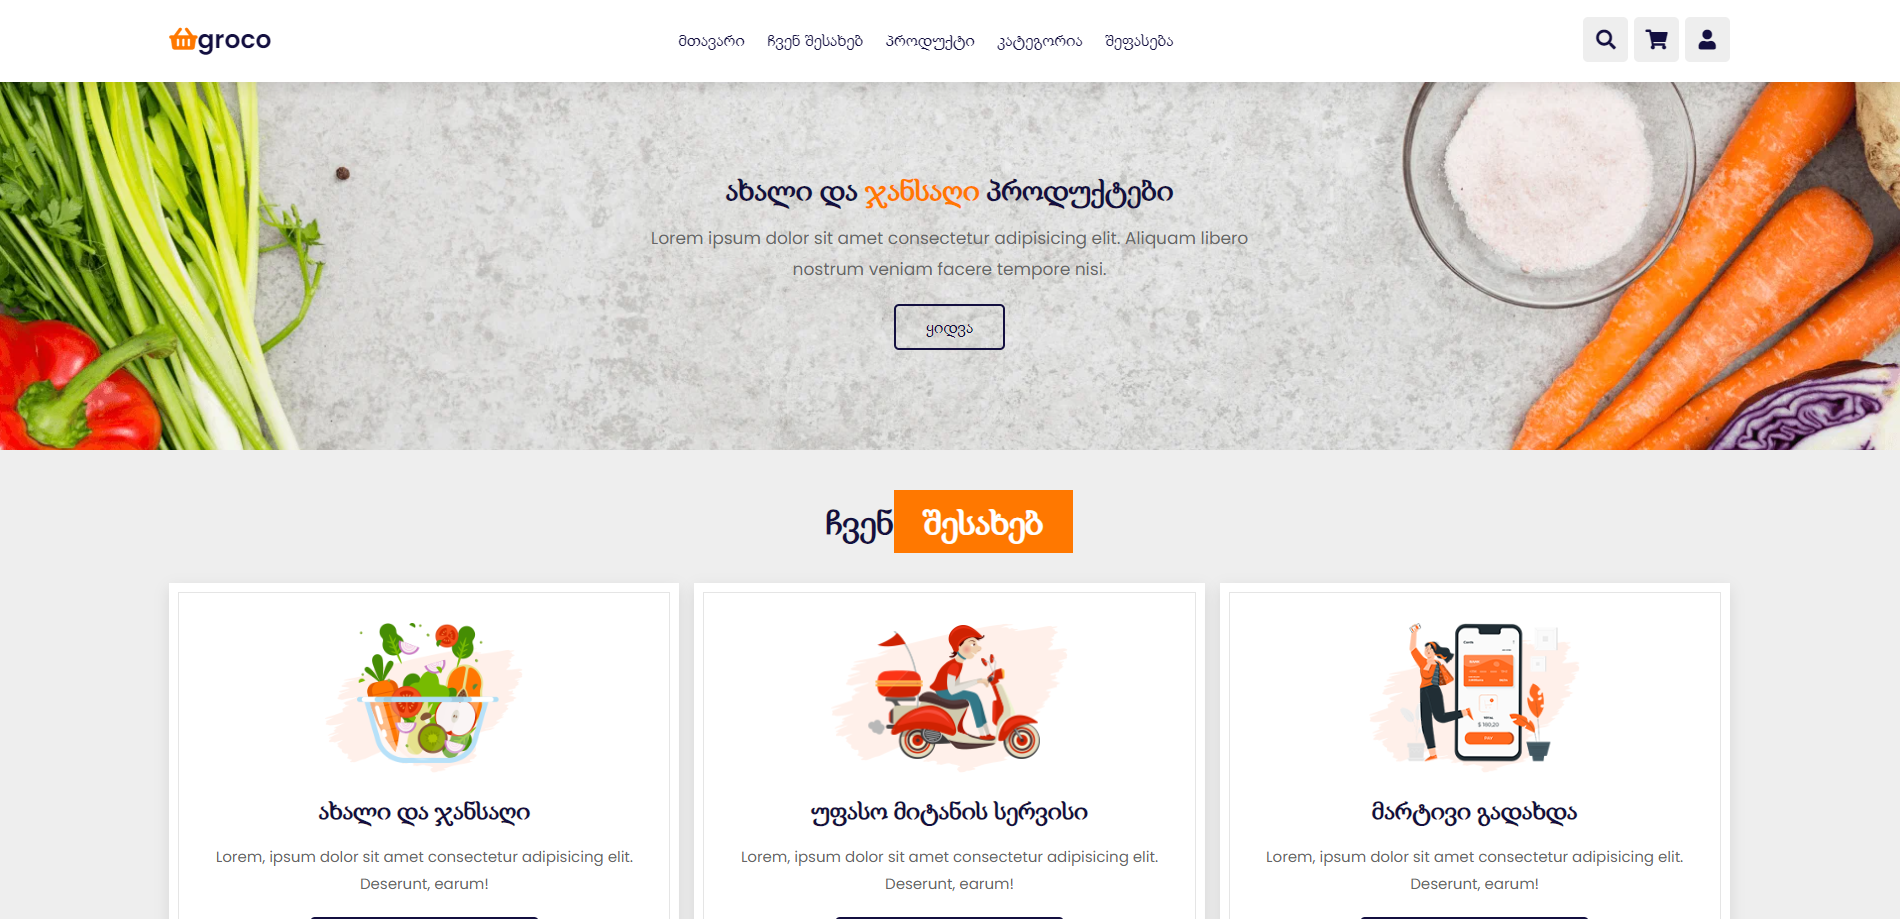 groco
მთავარი ჩვენ შესახებ პროდუქტი კატეგორია შეფასება
ახალი და ჯანსაღი პროდუქტები
Lorem ipsum dolor sit amet consectetur adipisicing elit. Aliquam libero
nostrum veniam facere tempore nisi.
ყიდვა
ჩვენ შესახებ
ახალი და ჯანსაღი
Lorem, ipsum dolor sit amet consectetur adipisicing elit.
Deserunt, earum!
უფასო მიტანის სერვისი
Lorem, ipsum dolor sit amet consectetur adipisicing elit.
Deserunt, earum!
$ 160.20
PAY
მარტივი გადახდა
Lorem, ipsum dolor sit amet consectetur adipisicing elit.
Deserunt, earum!